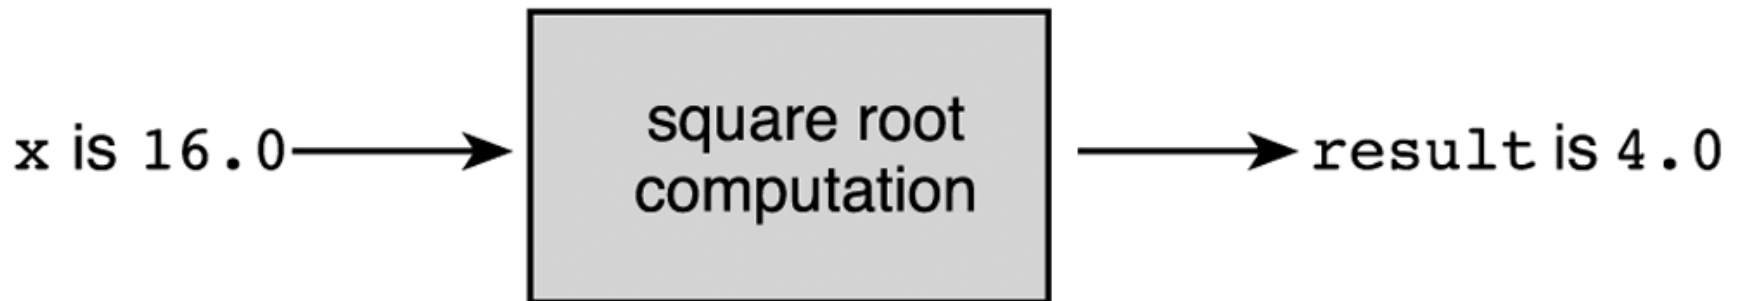 x is 16.0
square root
computation
result is 4.0